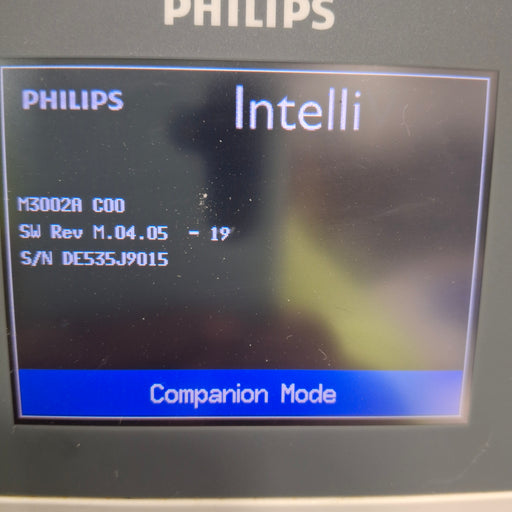 PHILIPS
PHILIPS
Intelli
M3002A C00
SW Rev M.04.05 - 19
S/N DE535J9015
Companion Mode